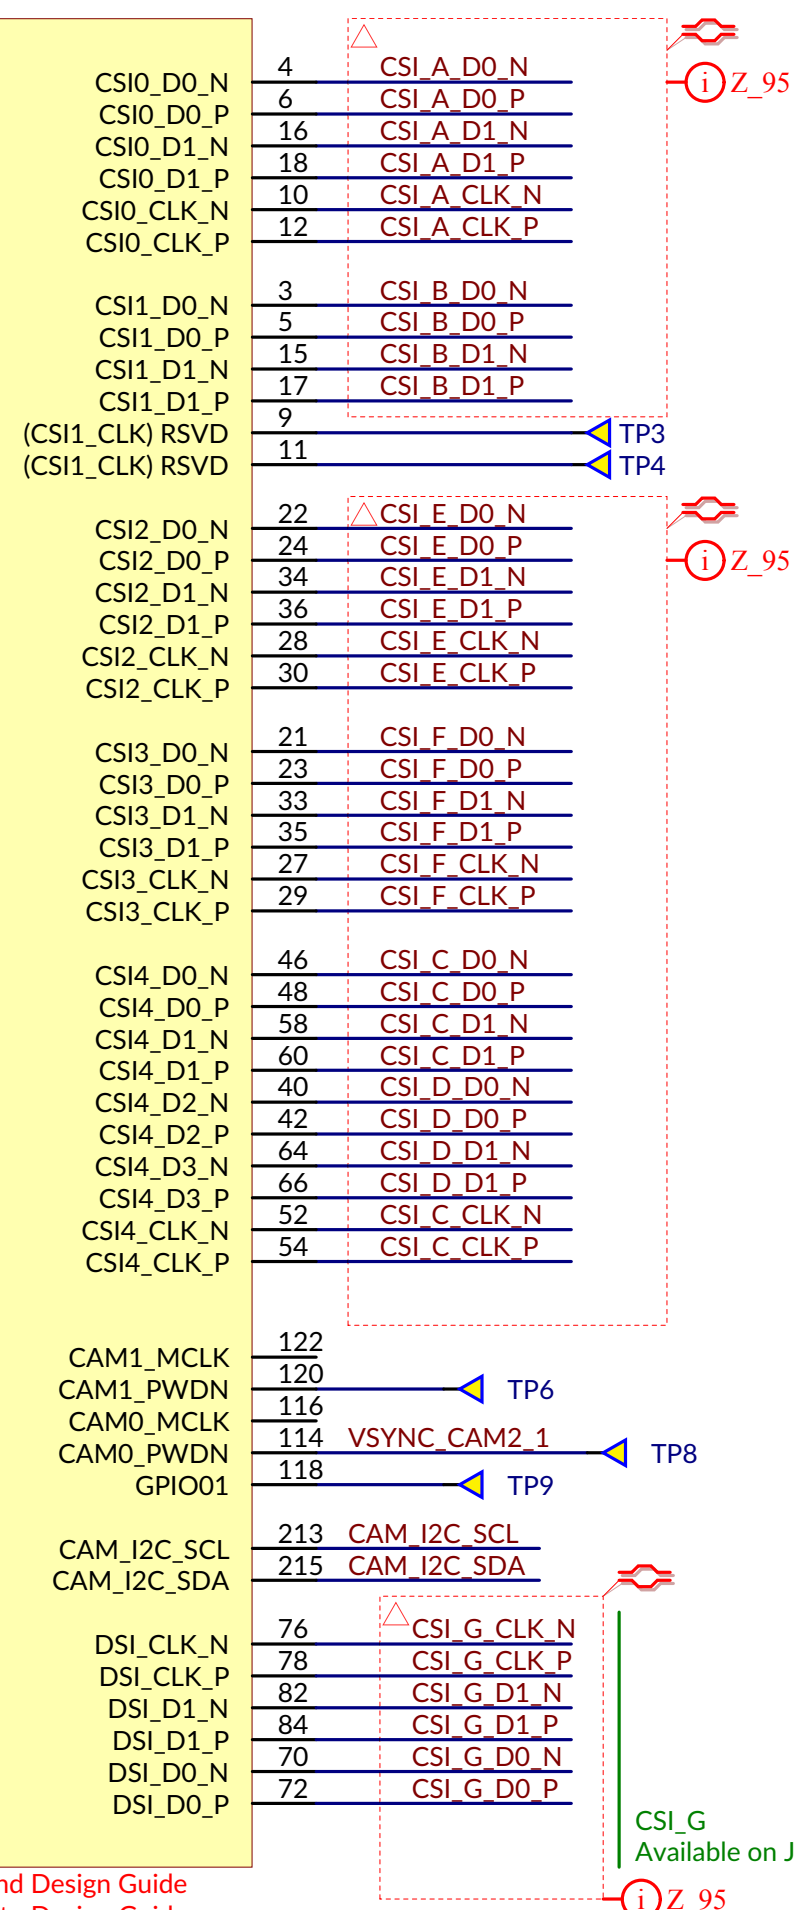 CSI0_D0_N 4 CSI_A_D0_N
i Z_95
CSI0_D0_P 6 CSI_A_D0_P
CSI0_D1_N 16 CSI_A_D1_N
CSI0_D1_P 18 CSI_A_D1_P
CSI0_CLK_N 10 CSI_A_CLK_N
CSI0_CLK_P 12 CSI_A_CLK_P
CSI1_D0_N 3 CSI_B_D0_N
CSI1_D0_P 5 CSI_B_D0_P
CSI1_D1_N 15 CSI_B_D1_N
CSI1_D1_P 17 CSI_B_D1_P
(CSI1_CLK) RSVD 9 TP3
(CSI1_CLK) RSVD 11 TP4
CSI2_D0_N 22 CSI_E_D0_N
CSI2_D0_P 24 CSI_E_D0_P
i Z_95
CSI2_D1_N 34 CSI_E_D1_N
CSI2_D1_P 36 CSI_E_D1_P
CSI2_CLK_N 28 CSI_E_CLK_N
CSI2_CLK_P 30 CSI_E_CLK_P
CSI3_D0_N 21 CSI_F_D0_N
CSI3_D0_P 23 CSI_F_D0_P
CSI3_D1_N 33 CSI_F_D1_N
CSI3_D1_P 35 CSI_F_D1_P
CSI3_CLK_N 27 CSI_F_CLK_N
CSI3_CLK_P 29 CSI_F_CLK_P
CSI4_D0_N 46 CSI_C_D0_N
CSI4_D0_P 48 CSI_C_D0_P
CSI4_D1_N 58 CSI_C_D1_N
CSI4_D1_P 60 CSI_C_D1_P
CSI4_D2_N 40 CSI_D_D0_N
CSI4_D2_P 42 CSI_D_D0_P
CSI4_D3_N 64 CSI_D_D1_N
CSI4_D3_P 66 CSI_D_D1_P
CSI4_CLK_N 52 CSI_C_CLK_N
CSI4_CLK_P 54 CSI_C_CLK_P
CAM1_MCLK 122
CAM1_PWDN 120 TP6
CAM0_MCLK 116
CAM0_PWDN 114 VSYNC_CAM2_1 TP8
GPIO01 118 TP9
CAM_I2C_SCL 213 CAM_I2C_SCL
CAM_I2C_SDA 215 CAM_I2C_SDA
DSI_CLK_N 76 CSI_G_CLK_N
DSI_CLK_P 78 CSI_G_CLK_P
DSI_D1_N 82 CSI_G_D1_N
DSI_D1_P 84 CSI_G_D1_P
DSI_D0_N 70 CSI_G_D0_N
DSI_D0_P 72 CSI_G_D0_P
CSI_G
Available on J
nd Design Guide
i Z_95